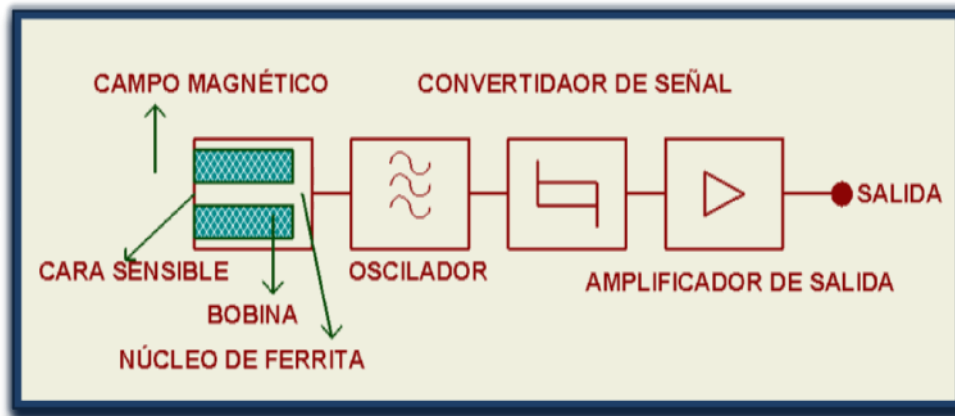 CAMPO MAGNÉTICO
CONVERTIDAOR DE SEÑAL
SALIDA
CARA SENSIBLE
OSCILADOR
AMPLIFICADOR DE SALIDA
BOBINA
NÚCLEO DE FERRITA